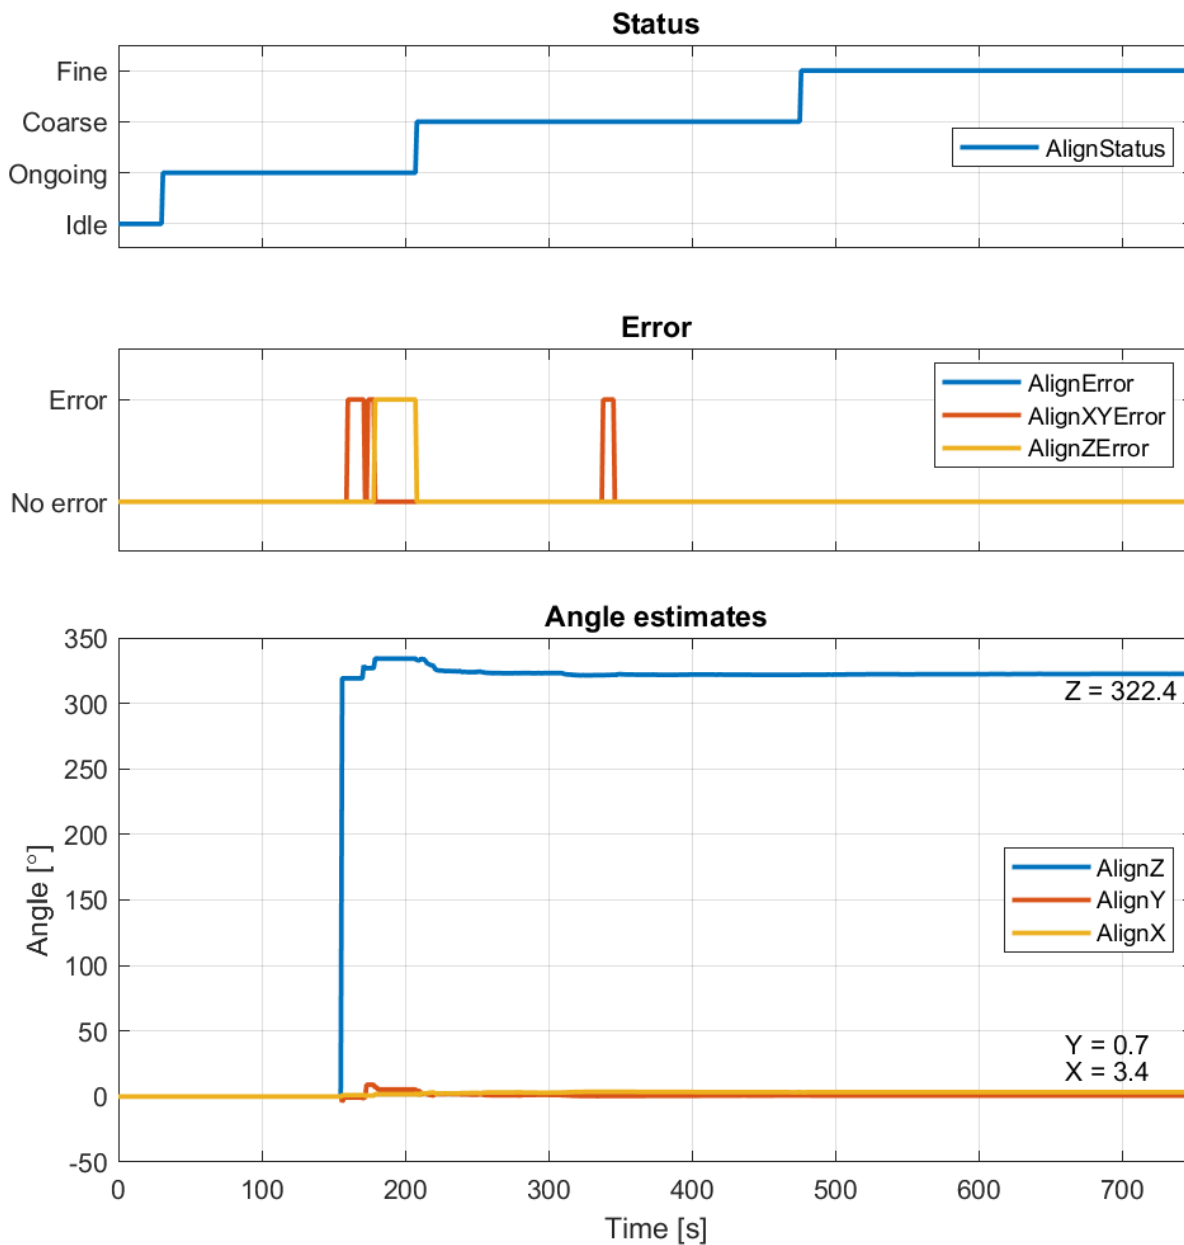 Status
Fine
Coarse
Ongoing
Idle
AlignStatus
Error
Error
No error
AlignError
AlignXYError
AlignZError
Angle estimates
350
300
250
200
150
100
50
0
-50
Angle [°]
Z = 322.4
AlignZ
AlignY
AlignX
Y = 0.7
X = 3.4
0 100 200 300 400 500 600 700
Time [s]